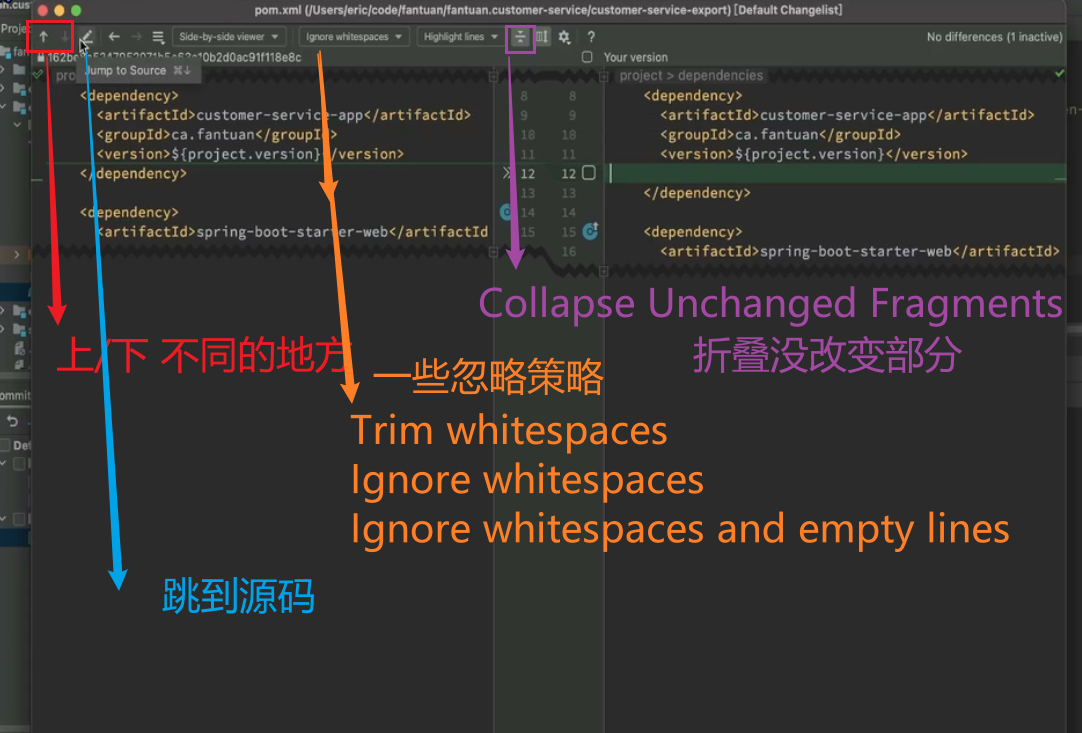 pom.xml (/Users/eric/code/fantuan/fantuan.customer-service/customer-service-export) [Default Changelist]
Side-by-side viewer
Ignore whitespaces
Highlight lines
?
No differences (1 inactive)
Jump to Source ⌘↓
Your version
project > dependencies
<dependency>
<artifactId>customer-service-app</artifactId>
<groupId>ca.fantuan</groupId>
<version>${project.version}</version>
</dependency>
<dependency>
<artifactId>spring-boot-starter-web</artifactId
8 8
9 9
18 18
11 11
12 12
13 13
14 14
15 15
16
<dependency>
<artifactId>customer-service-app</artifactId>
<groupId>ca.fantuan</groupId>
<version>${project.version}</version>
</dependency>
<dependency>
<artifactId>spring-boot-starter-web</artifactId>
Collapse Unchanged Fragments
折叠没改变部分
上/下 不同的地方
一些忽略策略
Trim whitespaces
Ignore whitespaces
Ignore whitespaces and empty lines
跳到源码